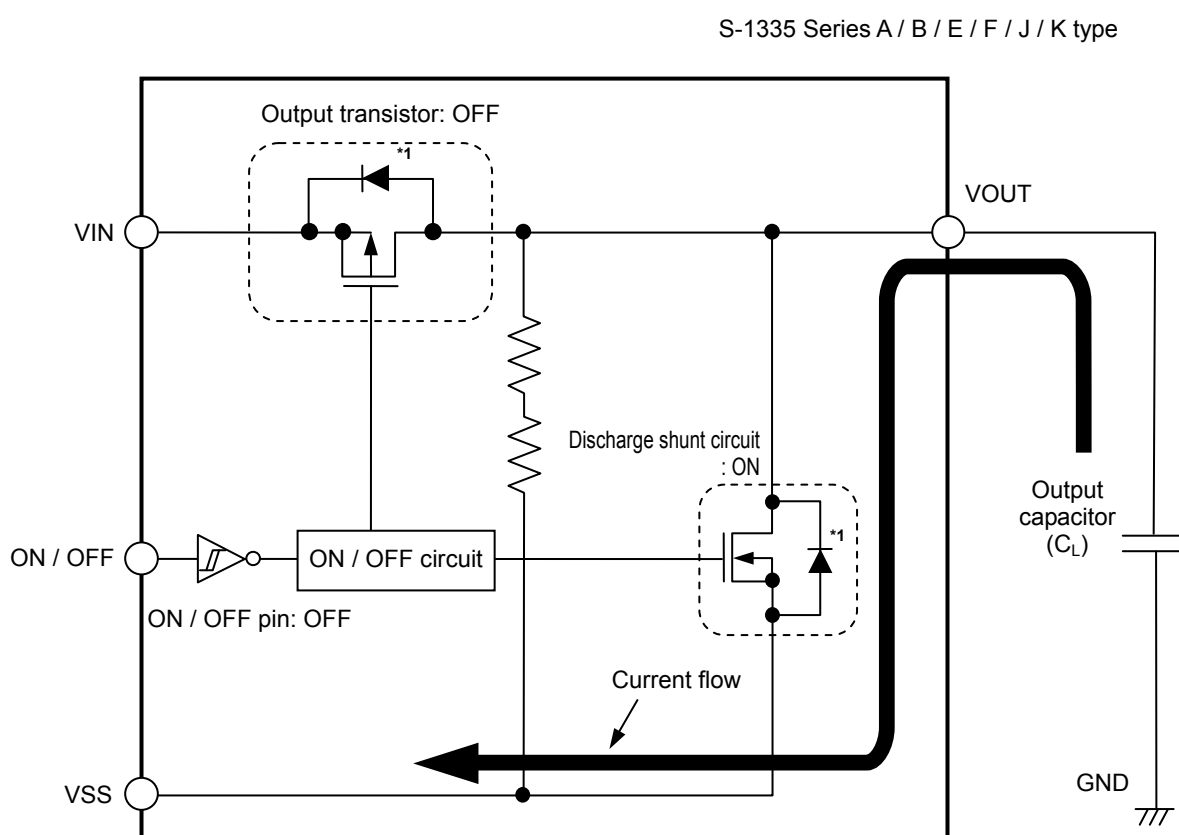 S-1335 Series A / B / E / F / J / K type
Output transistor: OFF
*1
VIN
VOUT
Discharge shunt circuit
: ON
*1
Output
capacitor
(CL)
ON / OFF
ON / OFF circuit
ON / OFF pin: OFF
Current flow
VSS
GND